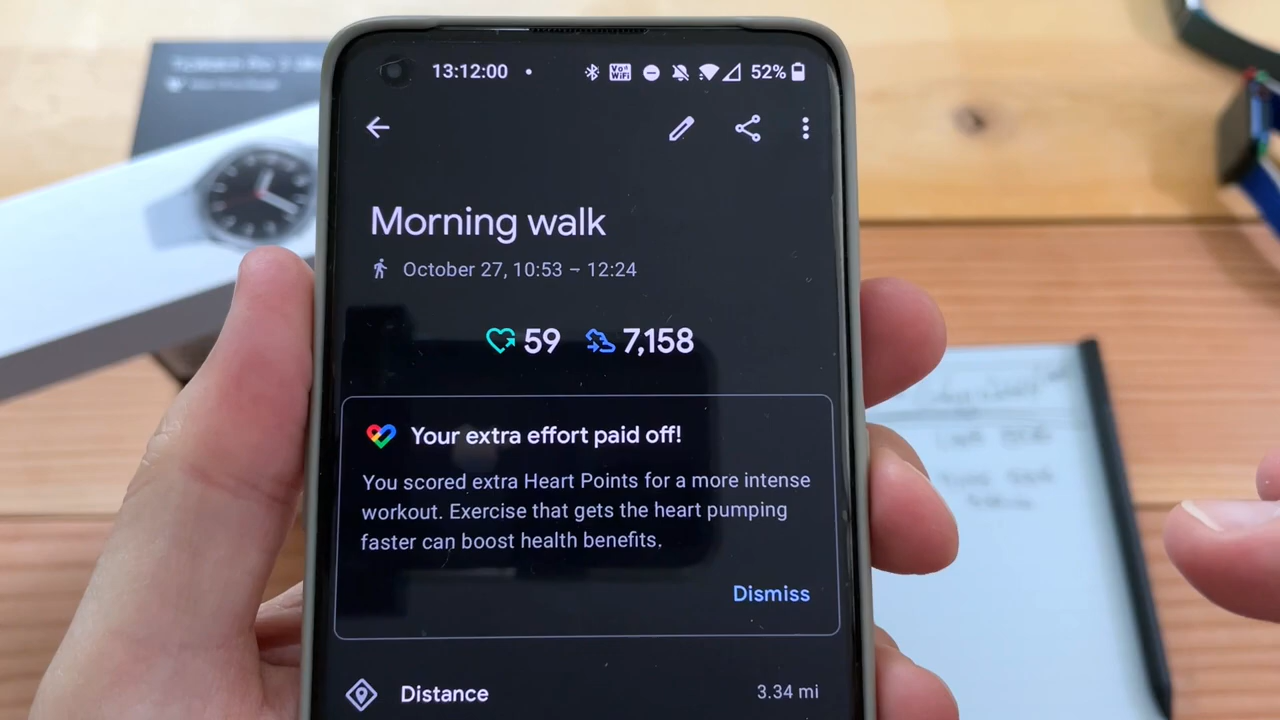 13:12:00 52%
Vo WiFi
Morning walk
October 27, 10:53 – 12:24
59 7,158
Your extra effort paid off!
You scored extra Heart Points for a more intense
workout. Exercise that gets the heart pumping
faster can boost health benefits.
Dismiss
Distance 3.34 mi